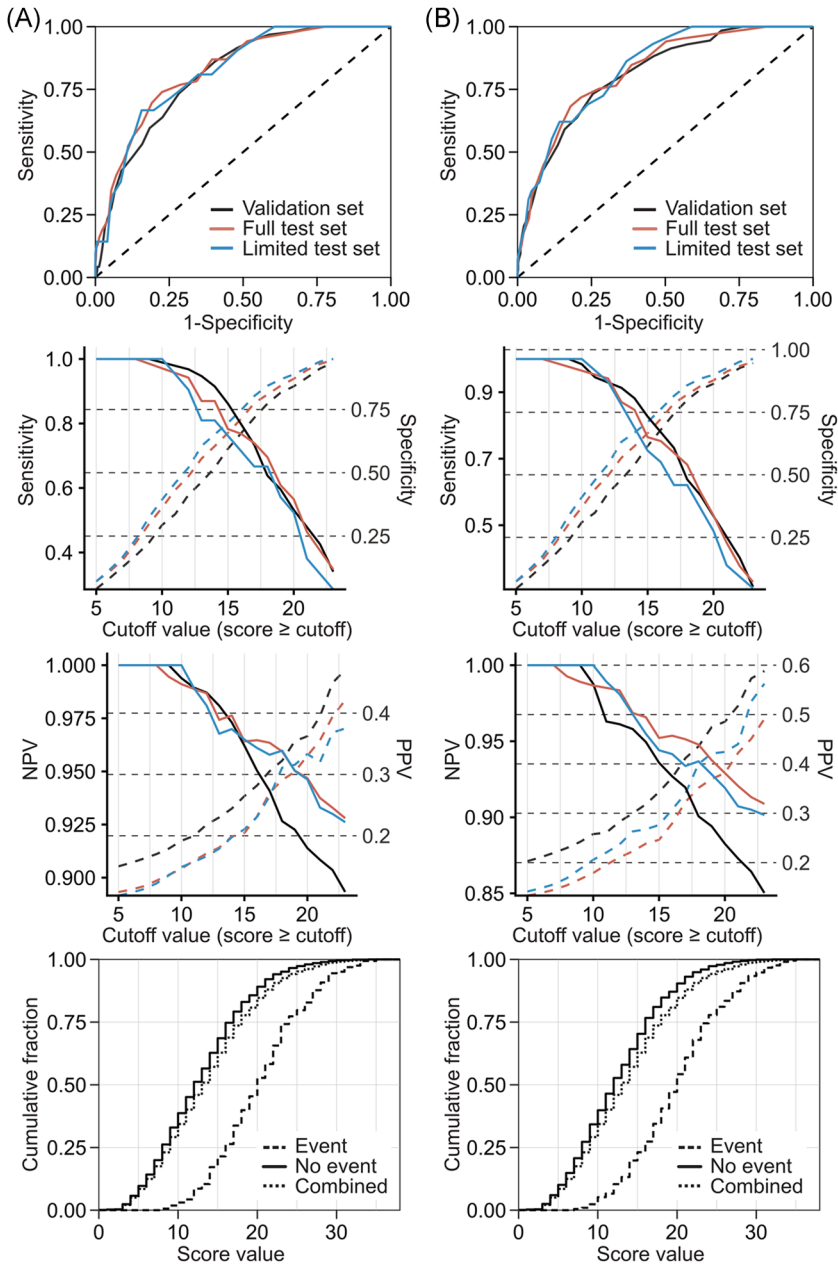 (A)
1.00
0.75
0.50
0.25
0.00
Sensitivity
Validation set
Full test set
Limited test set
0.00 0.25 0.50 0.75 1.00
1-Specificity
(B)
1.00
0.75
0.50
0.25
0.00
Sensitivity
Validation set
Full test set
Limited test set
0.00 0.25 0.50 0.75 1.00
1-Specificity
1.0
0.8
0.6
0.4
Sensitivity
0.75
0.50
0.25
Specificity
5 10 15 20
Cutoff value (score ≥ cutoff)
0.9
0.7
0.5
Sensitivity
1.00
0.75
0.50
0.25
Specificity
5 10 15 20
Cutoff value (score ≥ cutoff)
1.000
0.975
0.950
0.925
0.900
NPV
0.4
0.3
0.2
PPV
5 10 15 20
Cutoff value (score ≥ cutoff)
1.00
0.95
0.90
0.85
NPV
0.6
0.5
0.4
0.3
0.2
PPV
5 10 15 20
Cutoff value (score ≥ cutoff)
1.00
0.75
0.50
0.25
0.00
Cumulative fraction
Event
No event
Combined
0 10 20 30
Score value
1.00
0.75
0.50
0.25
0.00
Cumulative fraction
Event
No event
Combined
0 10 20 30
Score value